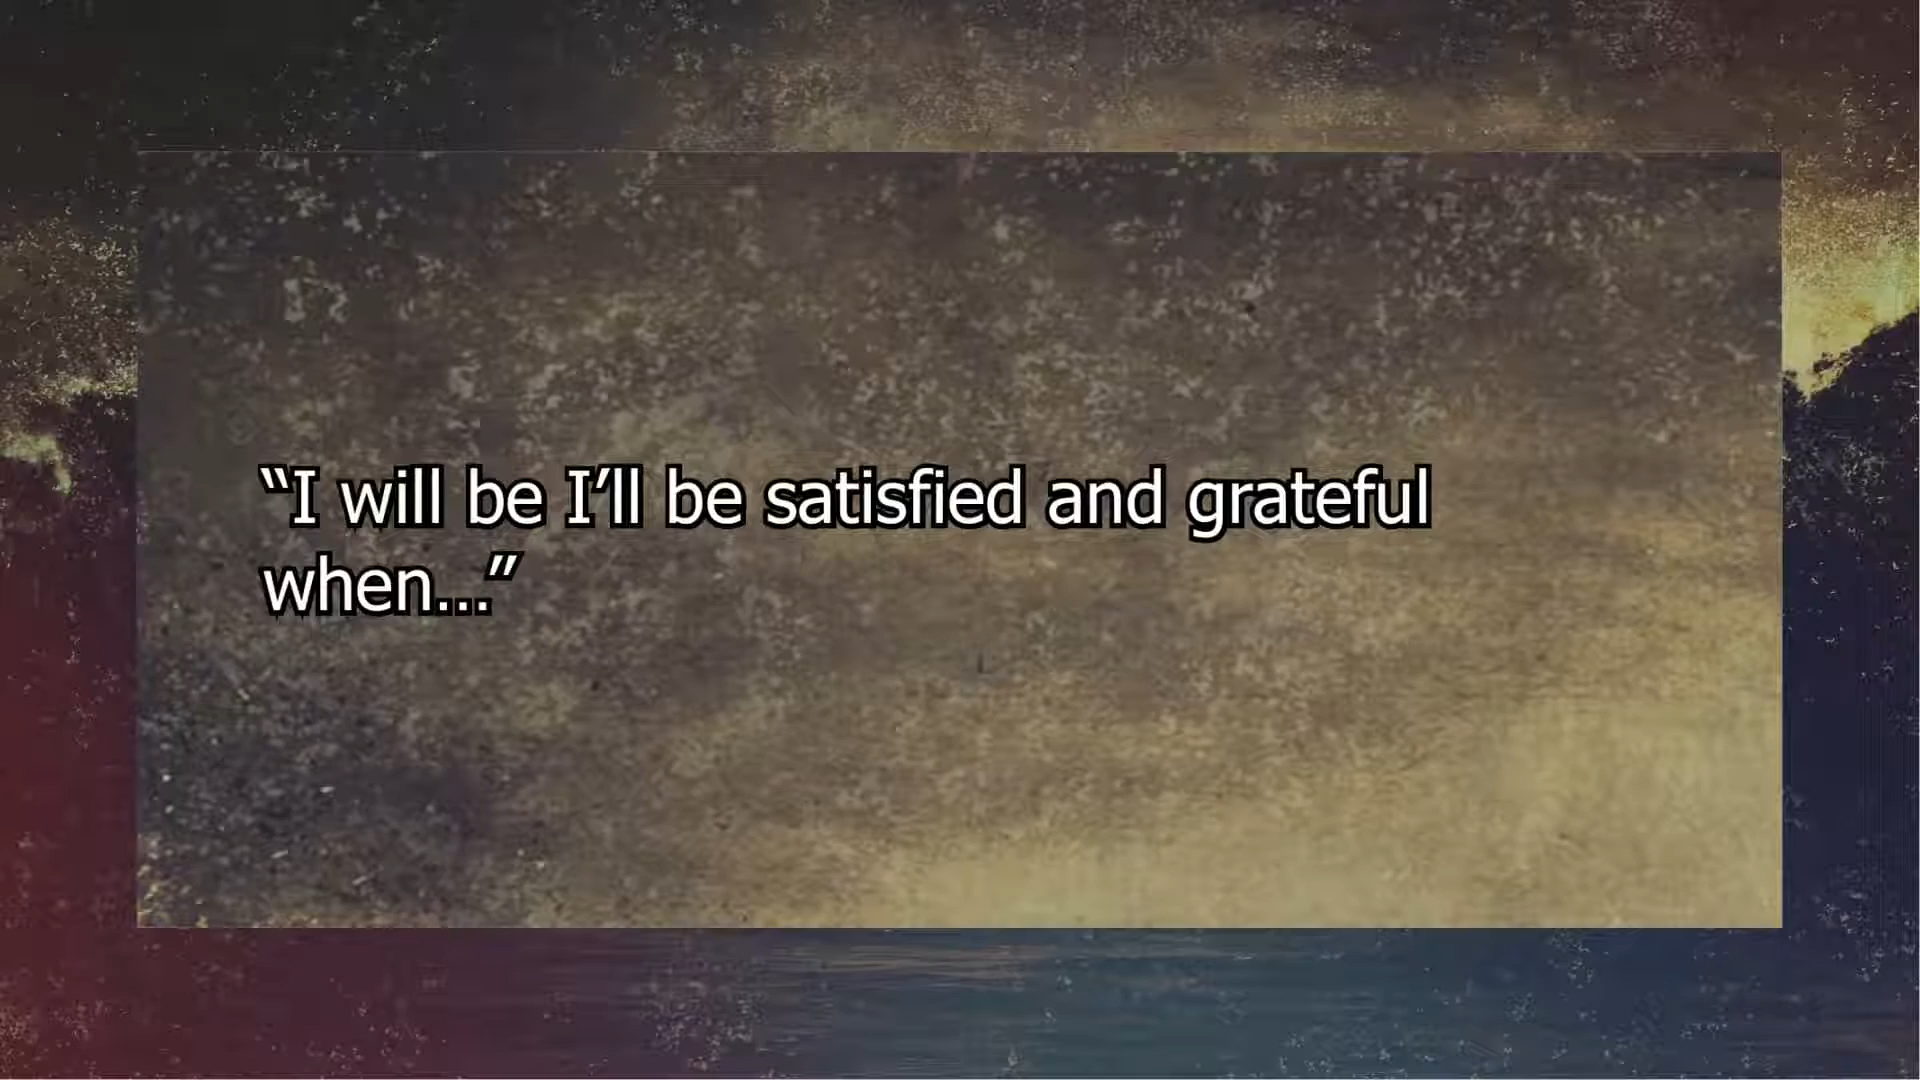 “I will be I’ll be satisfied and grateful
when...”